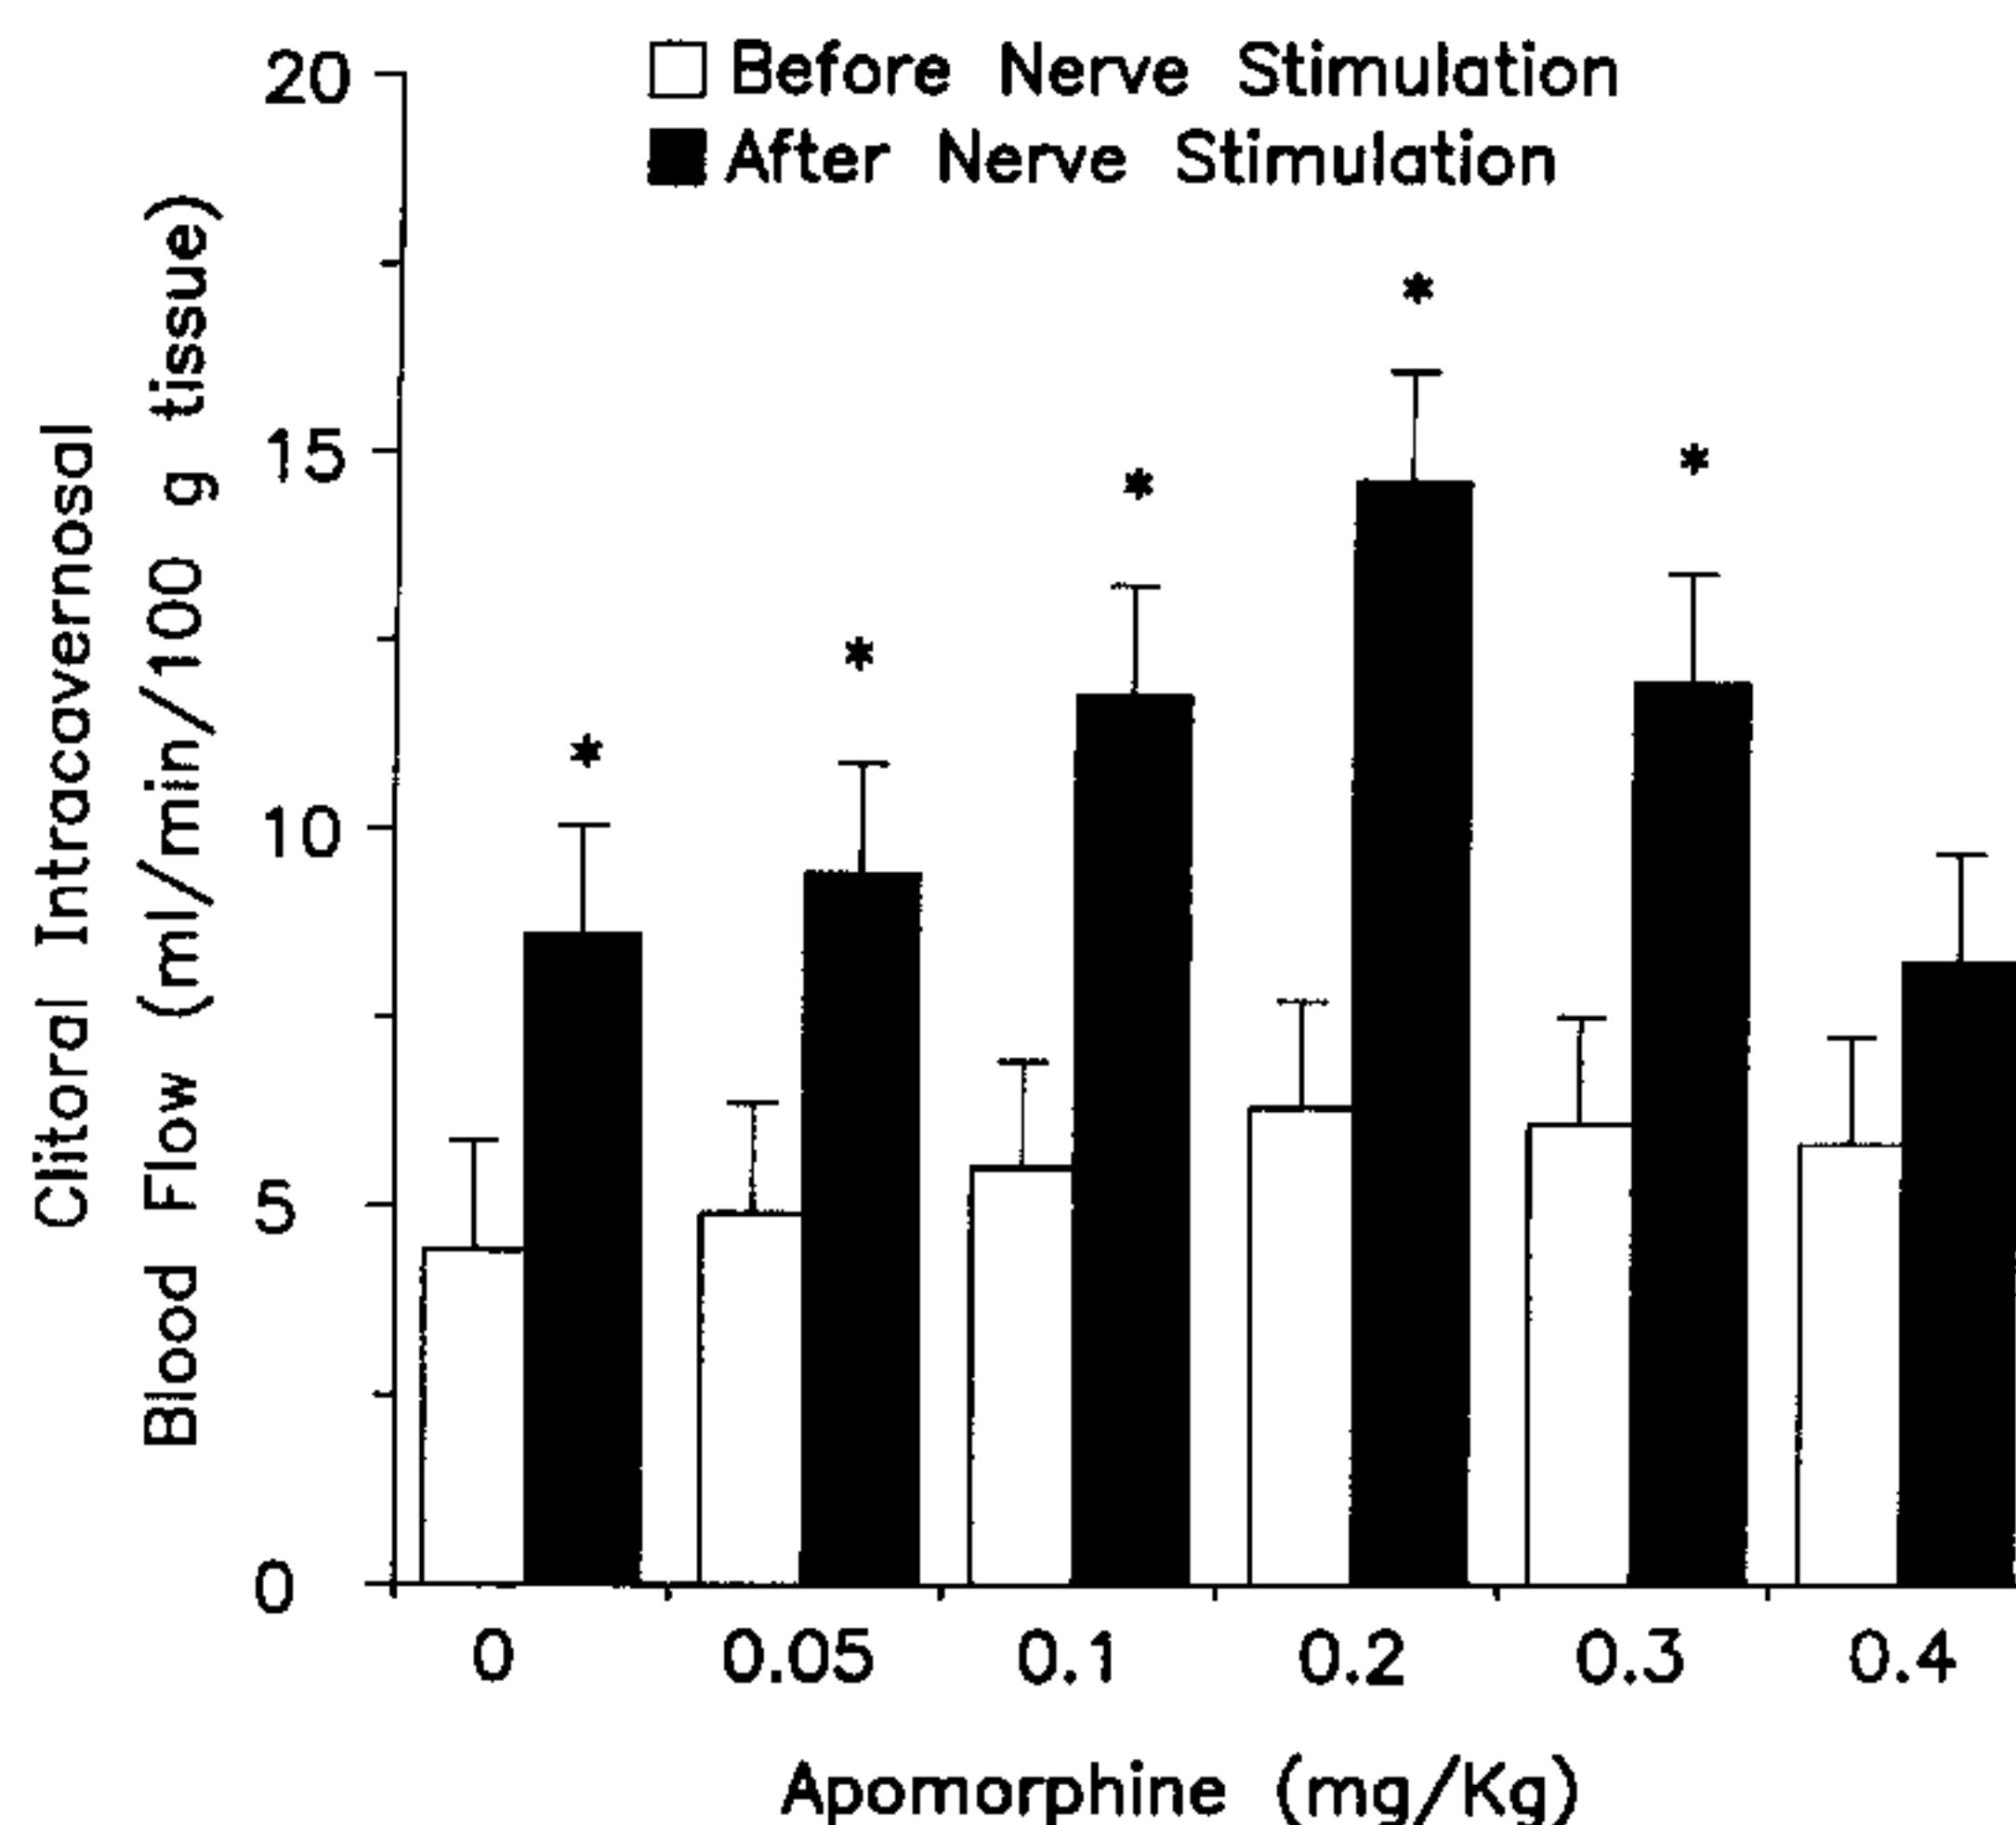 Before Nerve Stimulation
After Nerve Stimulation
Clitoral Intracavernosal
Blood Flow (ml/min/100 g tissue)
20
15
10
5
0
*
*
*
*
*
0 0.05 0.1 0.2 0.3 0.4
Apomorphine (mg/Kg)